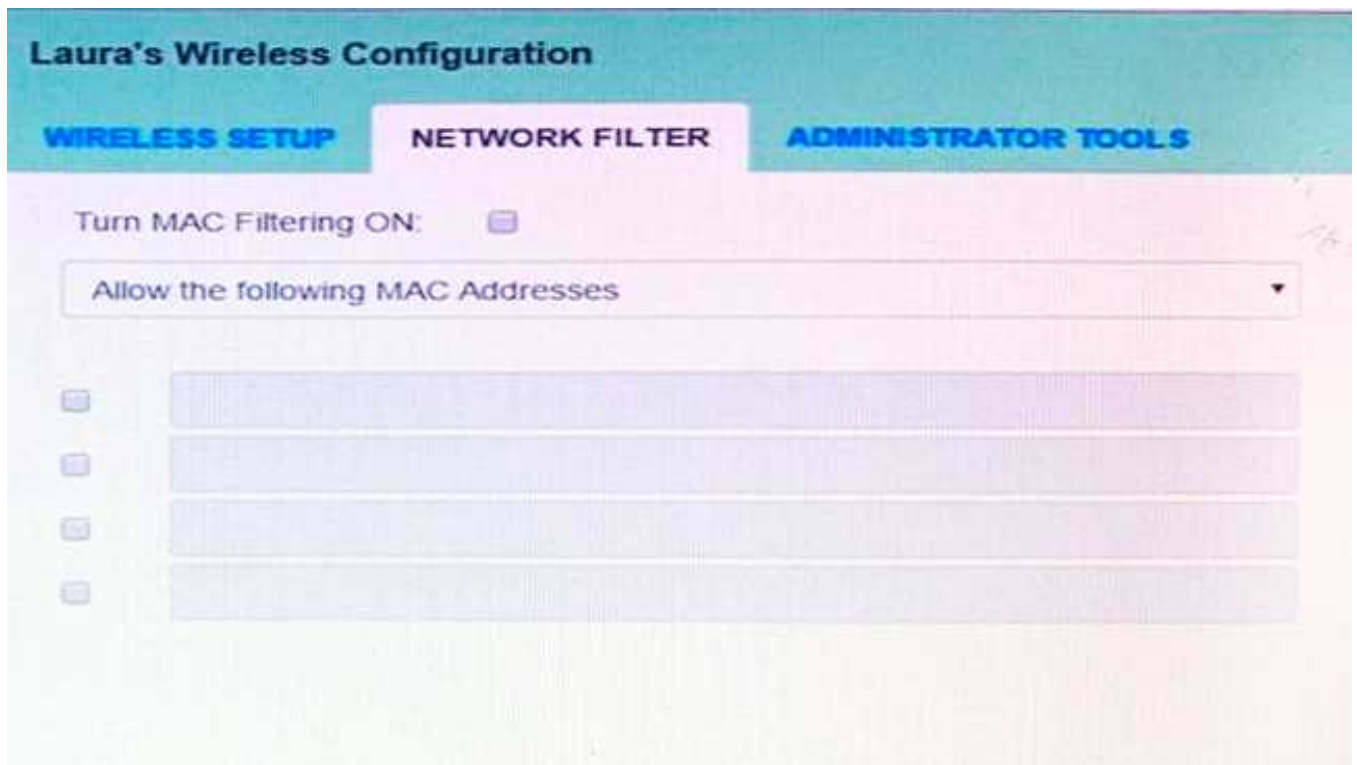 Laura's Wireless Configuration
WIRELESS SETUP NETWORK FILTER ADMINISTRATOR TOOLS
Turn MAC Filtering ON:
Allow the following MAC Addresses